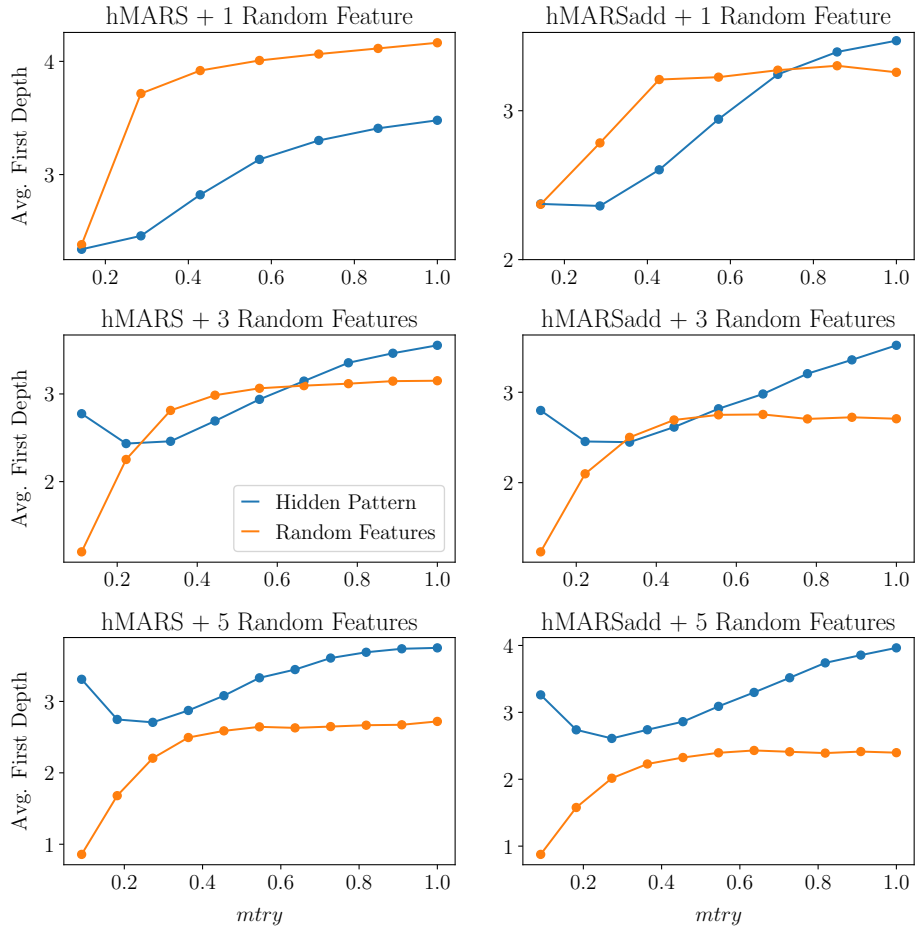 hMARS + 1 Random Feature
hMARSadd + 1 Random Feature
Avg. First Depth
4
3
0.2 0.4 0.6 0.8 1.0
3
2
0.2 0.4 0.6 0.8 1.0
hMARS + 3 Random Features
hMARSadd + 3 Random Features
Avg. First Depth
3
2
Hidden Pattern
Random Features
0.2 0.4 0.6 0.8 1.0
3
2
0.2 0.4 0.6 0.8 1.0
hMARS + 5 Random Features
hMARSadd + 5 Random Features
Avg. First Depth
3
2
1
0.2 0.4 0.6 0.8 1.0
mtry
4
3
2
1
0.2 0.4 0.6 0.8 1.0
mtry